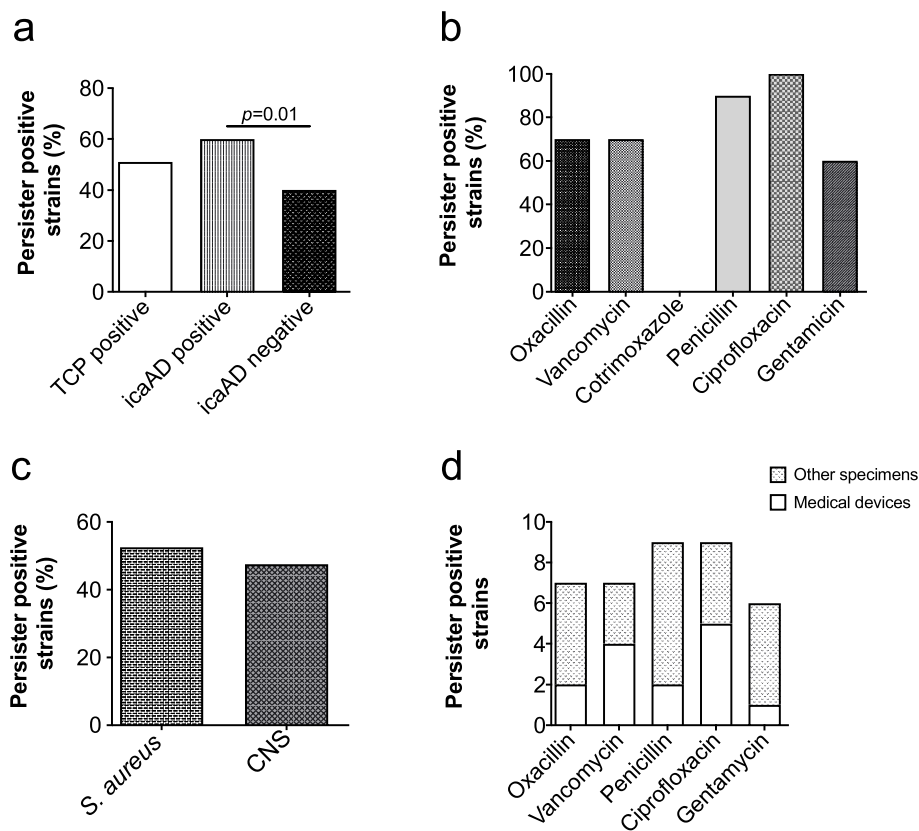 a
Persister positive
strains (%)
80
60
40
20
0
p=0.01
TCP positive
icaAD positive
icaAD negative
b
Persister positive
strains (%)
100
80
60
40
20
0
Oxacillin
Vancomycin
Cotrimoxazole
Penicillin
Ciprofloxacin
Gentamicin
c
Persister positive
strains (%)
60
40
20
0
S. aureus
CNS
d
Other specimens
Medical devices
Persister positive
strains
10
8
6
4
2
0
Oxacillin
Vancomycin
Penicillin
Ciprofloxacin
Gentamycin